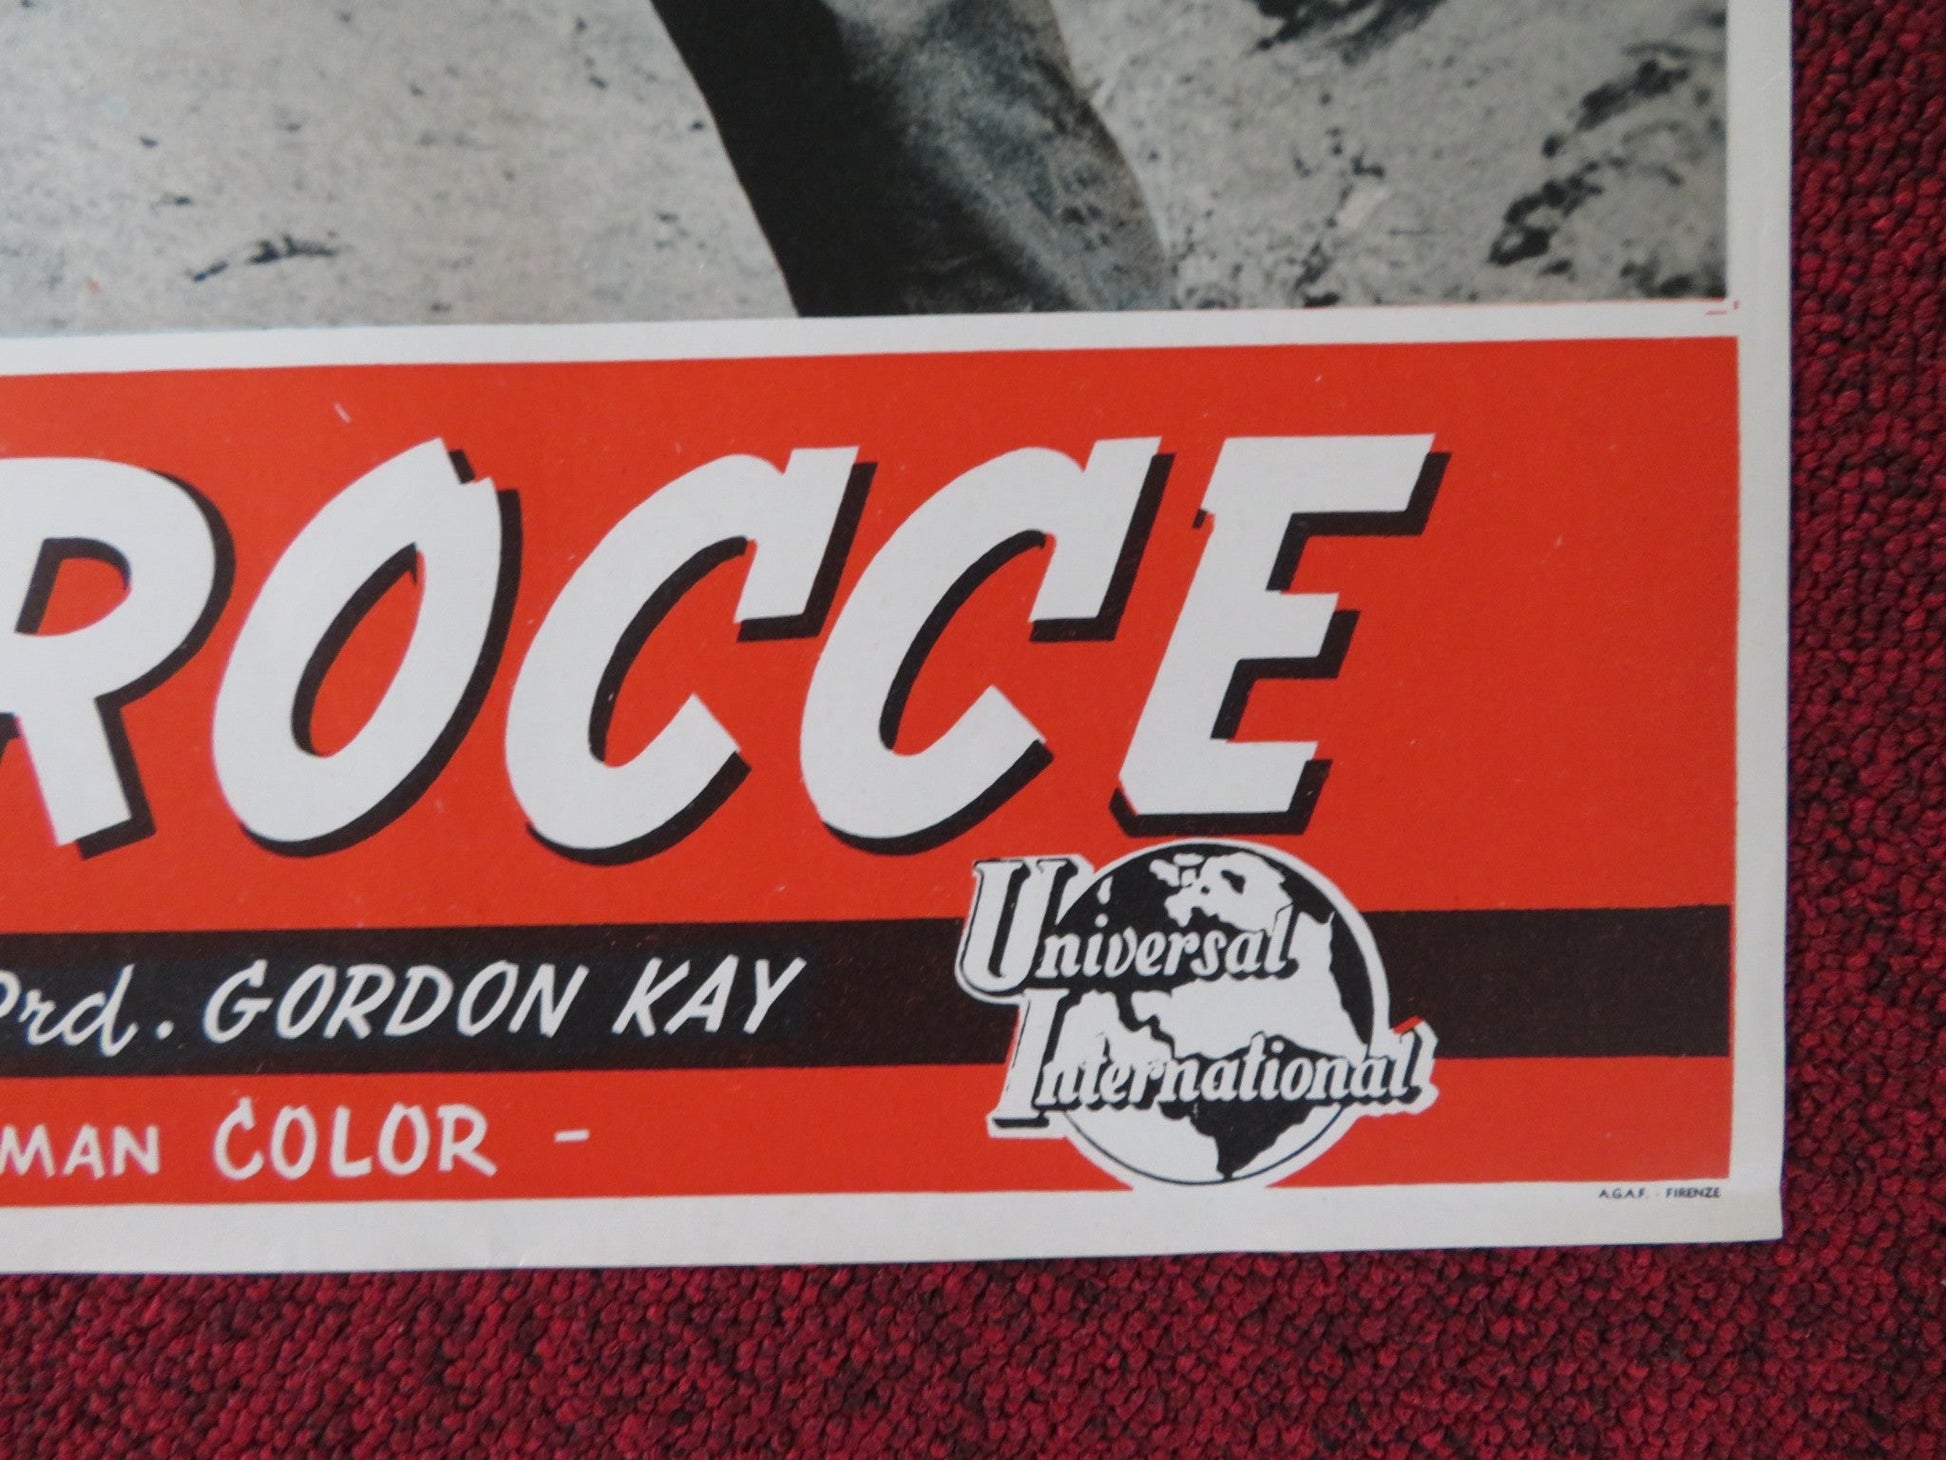 ROCCE
Prd. GORDON KAY
Universal
International
MAN COLOR -
A.G.A.F. · FIRENZE